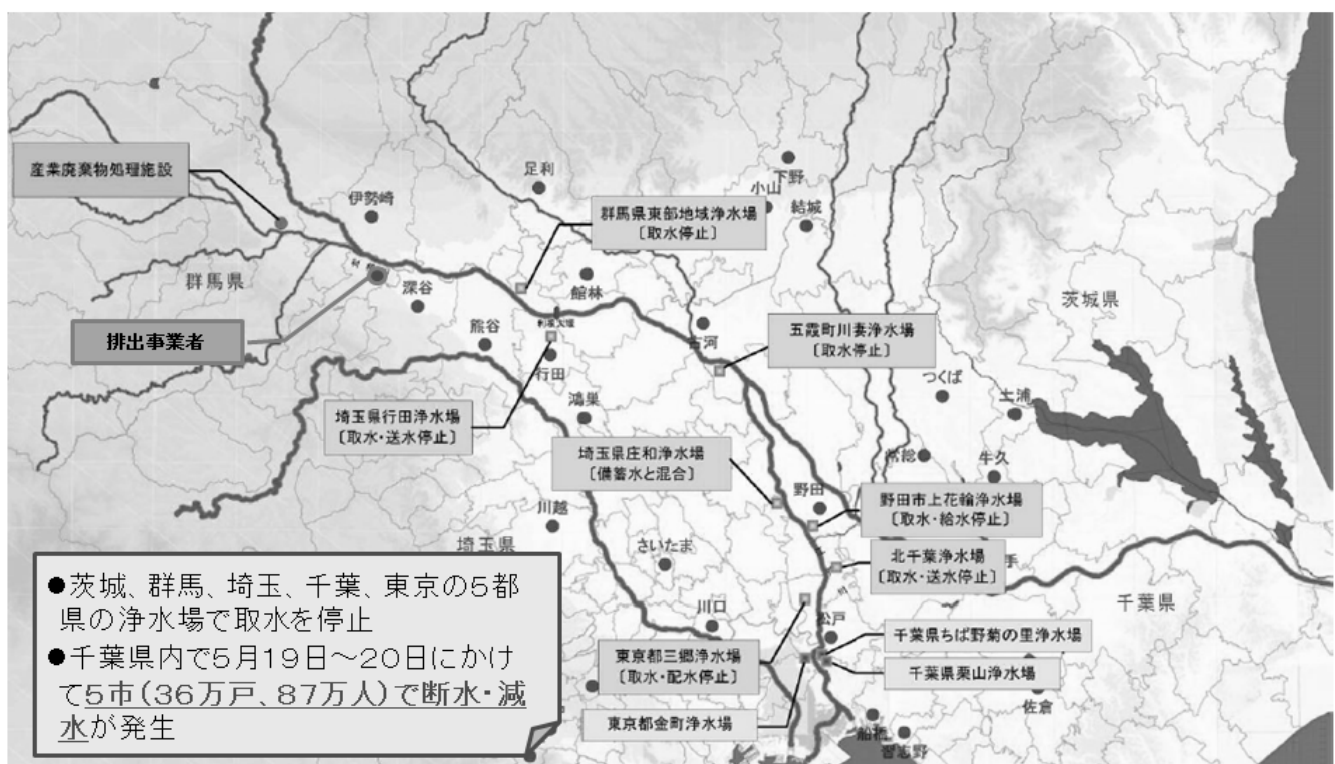 産業廃棄物処理施設
伊勢崎
足利
下野
小山
結城
群馬県東部地域浄水場
〔取水停止〕
群馬県
深谷
館林
茨城県
排出事業者
熊谷
利根大堰
行田
古河
五霞町川妻浄水場
〔取水停止〕
つくば
土浦
埼玉県行田浄水場
〔取水・送水停止〕
鴻巣
埼玉県庄和浄水場
〔備蓄水と混合〕
常総
牛久
野田
野田市上花輪浄水場
〔取水・給水停止〕
川越
埼玉県
さいたま
北千葉浄水場
〔取水・送水停止〕
手
千葉県
川口
松戸
千葉県ちば野菊の里浄水場
東京都三郷浄水場
〔取水・配水停止〕
千葉県栗山浄水場
佐倉
東京都金町浄水場
船橋
習志野
●茨城、群馬、埼玉、千葉、東京の5都
県の浄水場で取水を停止
●千葉県内で5月19日～20日にかけ
て5市(36万戸、87万人)で断水・減
水が発生